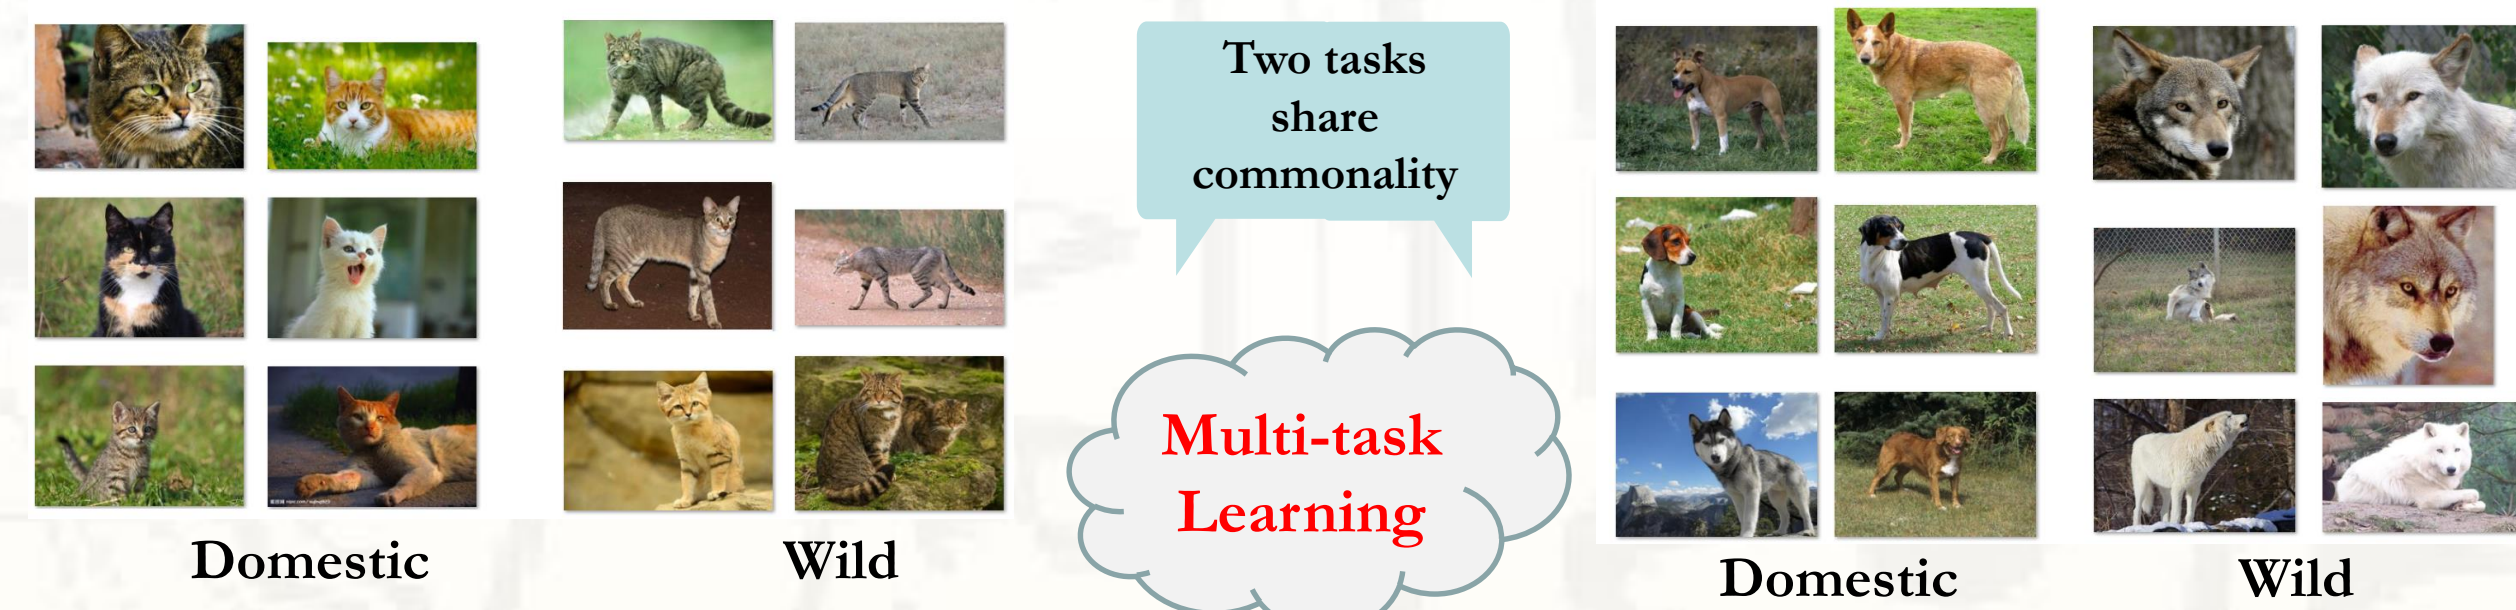 Two tasks
share
commonality
Multi-task
Learning
Domestic
Wild
Domestic
Wild